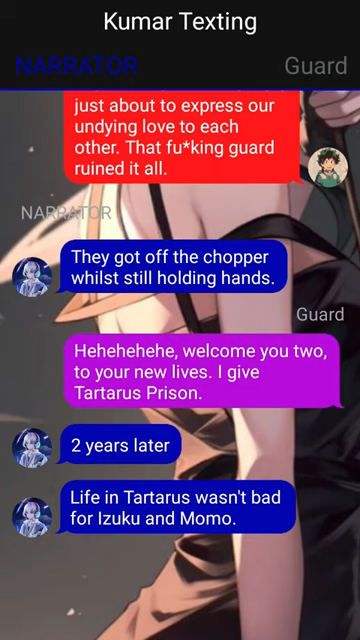 Kumar Texting
NARRATOR
Guard
just about to express our
undying love to each
other. That fu*king guard
ruined it all.
NARRATOR
They got off the chopper
whilst still holding hands.
Guard
Hehehehehe, welcome you two,
to your new lives. I give
Tartarus Prison.
2 years later
Life in Tartarus wasn't bad
for Izuku and Momo.